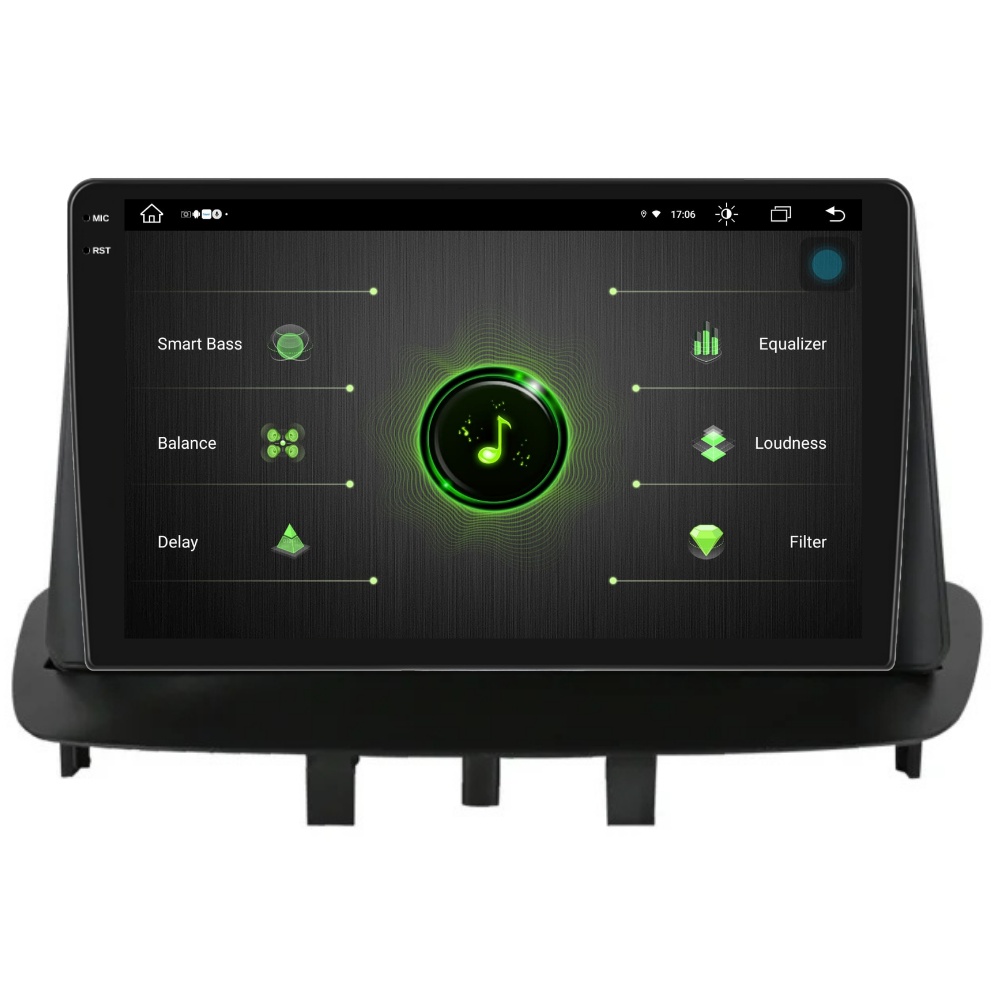 MIC
17:06
RST
Smart Bass
Equalizer
Balance
Loudness
Delay
Filter